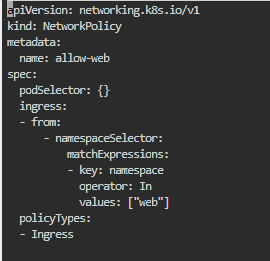 apiVersion: networking.k8s.io/v1
kind: NetworkPolicy
metadata:
  name: allow-web
spec:
  podSelector: {}
  ingress:
  - from:
      - namespaceSelector:
          matchExpressions:
          - key: namespace
            operator: In
            values: ["web"]
  policyTypes:
  - Ingress